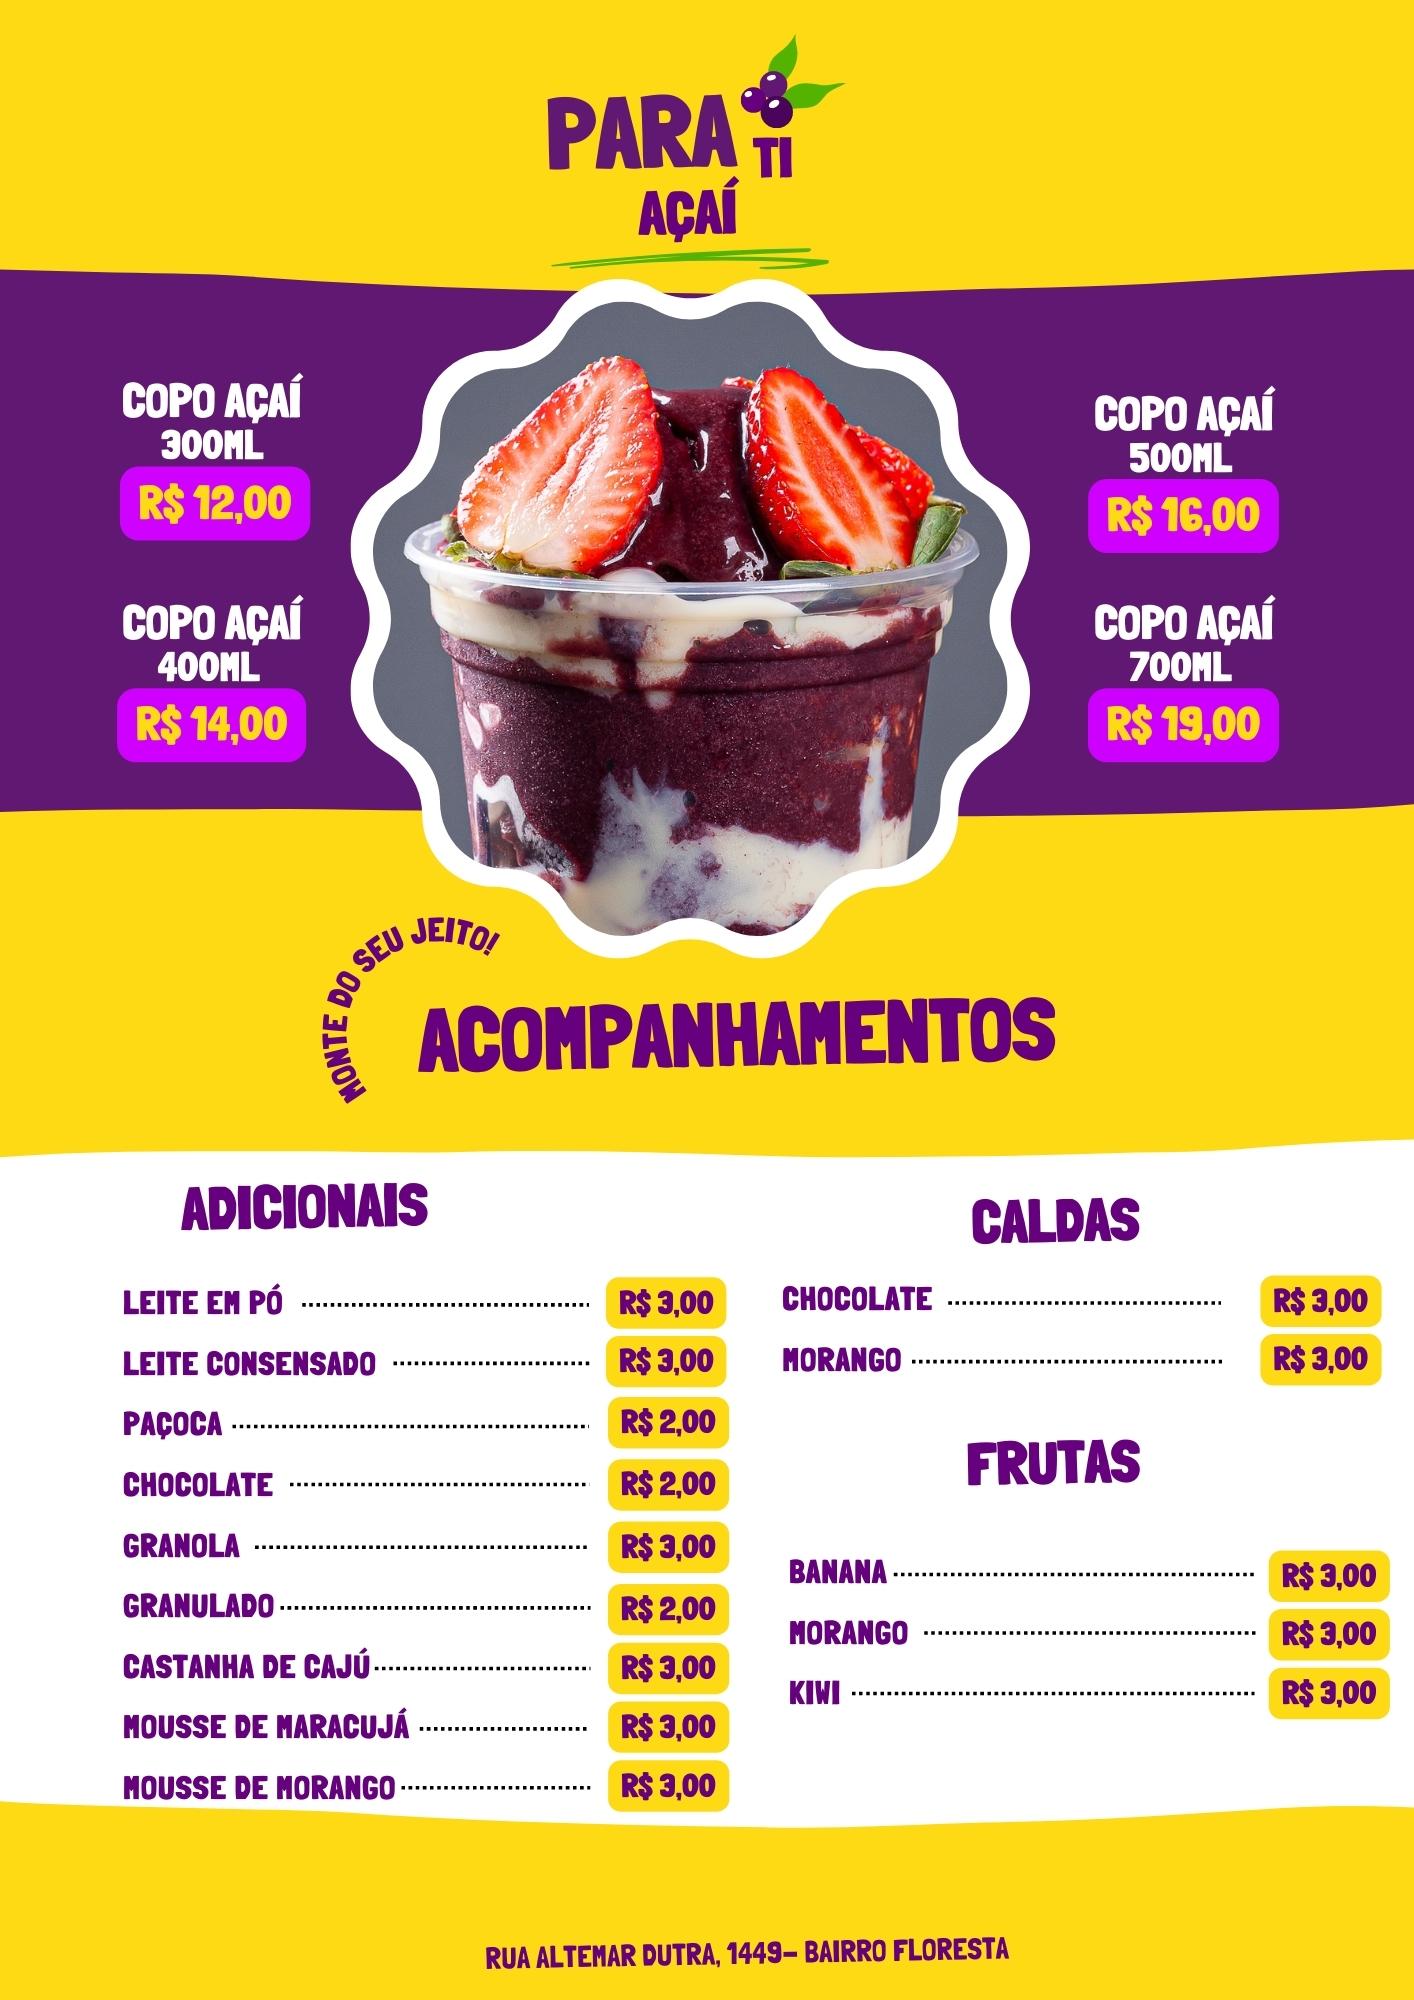 PARA TI
AÇAÍ
COPO AÇAÍ
300ML
R$ 12,00
COPO AÇAÍ
400ML
R$ 14,00
COPO AÇAÍ
500ML
R$ 16,00
COPO AÇAÍ
700ML
R$ 19,00
MONTE DO SEU JEITO!
ACOMPANHAMENTOS
ADICIONAIS
LEITE EM PÓ R$ 3,00
LEITE CONSENSADO R$ 3,00
PAÇOCA R$ 2,00
CHOCOLATE R$ 2,00
GRANOLA R$ 3,00
GRANULADO R$ 2,00
CASTANHA DE CAJÚ R$ 3,00
MOUSSE DE MARACUJÁ R$ 3,00
MOUSSE DE MORANGO R$ 3,00
CALDAS
CHOCOLATE R$ 3,00
MORANGO R$ 3,00
FRUTAS
BANANA R$ 3,00
MORANGO R$ 3,00
KIWI R$ 3,00
RUA ALTEMAR DUTRA, 1449– BAIRRO FLORESTA